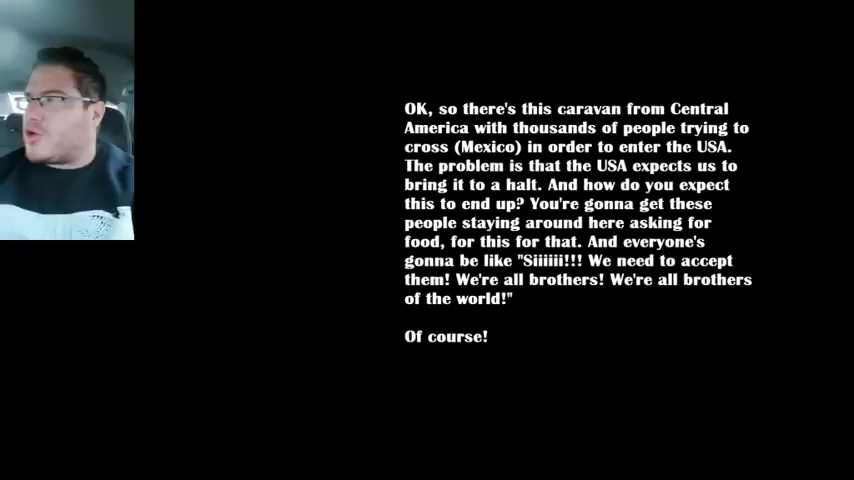 OK, so there's this caravan from Central
America with thousands of people trying to
cross (Mexico) in order to enter the USA.
The problem is that the USA expects us to
bring it to a halt. And how do you expect
this to end up? You're gonna get these
people staying around here asking for
food, for this for that. And everyone's
gonna be like "Siiiiii!!! We need to accept
them! We're all brothers! We're all brothers
of the world!"
Of course!